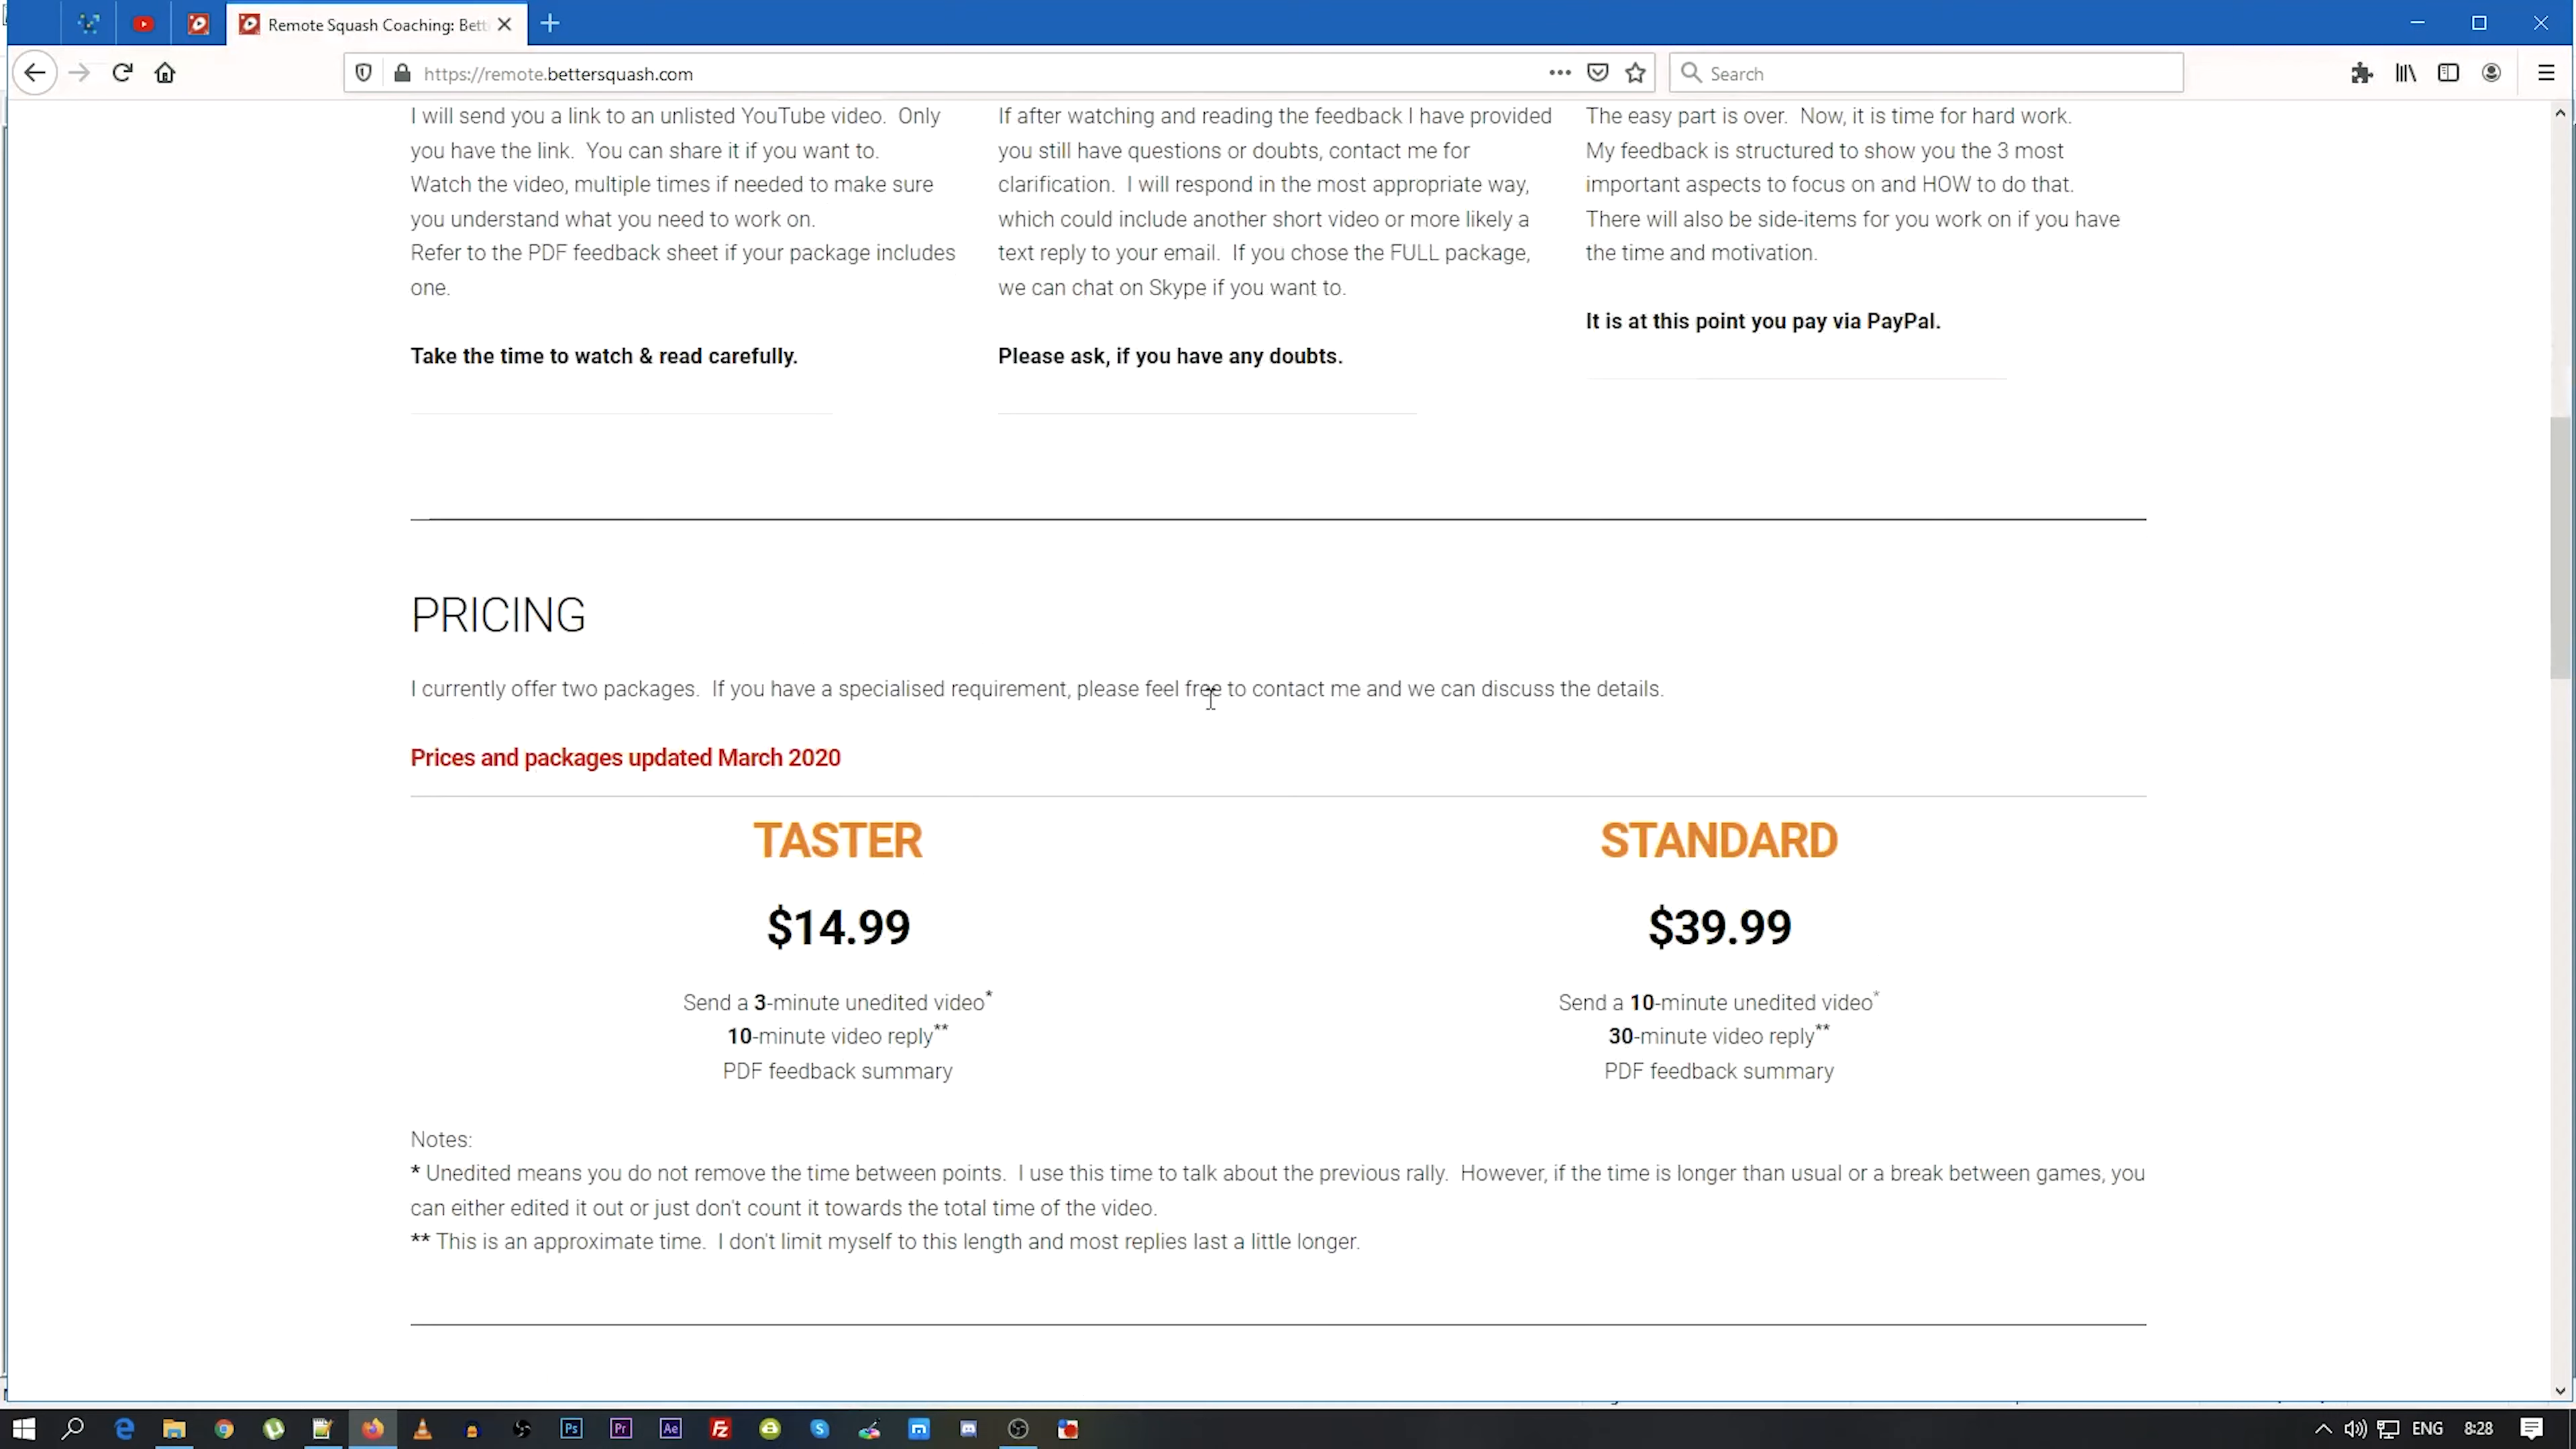 Remote Squash Coaching: Bett
https://remote.bettersquash.com
Search
I will send you a link to an unlisted YouTube video. Only
you have the link. You can share it if you want to.
Watch the video, multiple times if needed to make sure
you understand what you need to work on.
Refer to the PDF feedback sheet if your package includes
one.
Take the time to watch & read carefully.
If after watching and reading the feedback I have provided
you still have questions or doubts, contact me for
clarification. I will respond in the most appropriate way,
which could include another short video or more likely a
text reply to your email. If you chose the FULL package,
we can chat on Skype if you want to.
Please ask, if you have any doubts.
The easy part is over. Now, it is time for hard work.
My feedback is structured to show you the 3 most
important aspects to focus on and HOW to do that.
There will also be side-items for you work on if you have
the time and motivation.
It is at this point you pay via PayPal.
PRICING
I currently offer two packages. If you have a specialised requirement, please feel free to contact me and we can discuss the details.
Prices and packages updated March 2020
TASTER
$14.99
Send a 3-minute unedited video*
10-minute video reply**
PDF feedback summary
STANDARD
$39.99
Send a 10-minute unedited video*
30-minute video reply**
PDF feedback summary
Notes:
* Unedited means you do not remove the time between points. I use this time to talk about the previous rally. However, if the time is longer than usual or a break between games, you
can either edited it out or just don't count it towards the total time of the video.
** This is an approximate time. I don't limit myself to this length and most replies last a little longer.
Ps
Pr
Ae
Fz
ENG
8:28